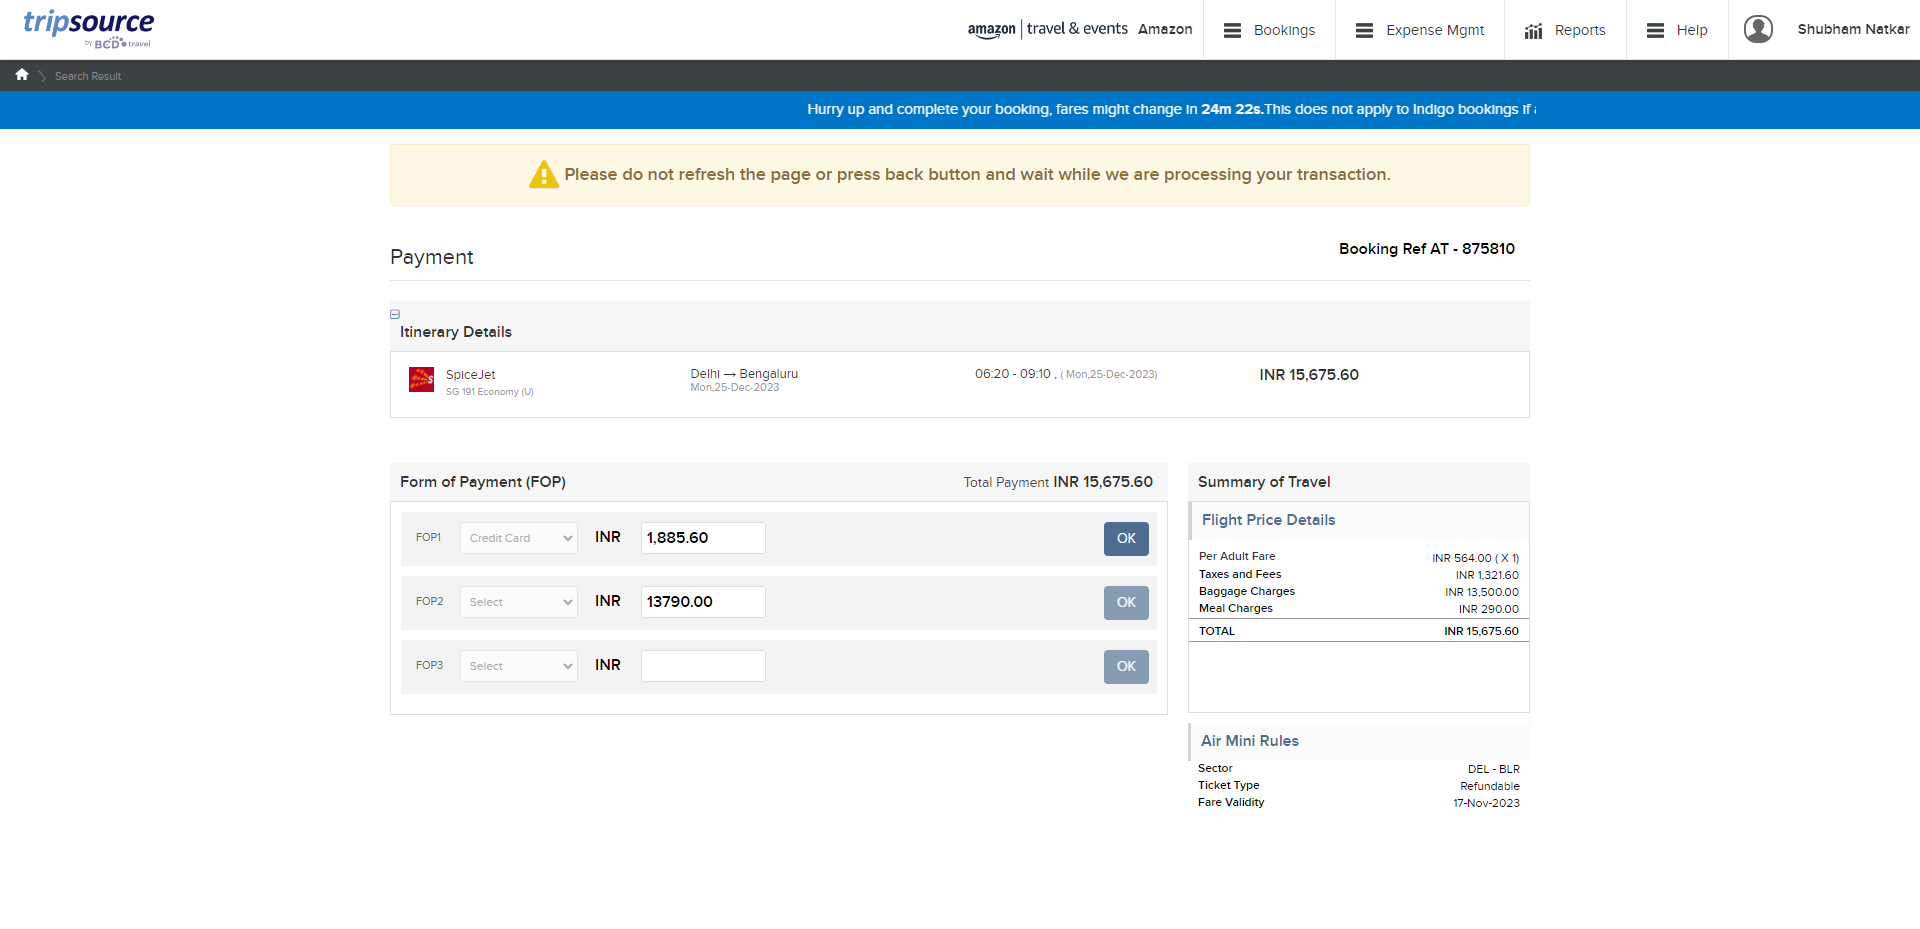 tripsource
by BCD travel
amazon | travel & events Amazon
Bookings
Expense Mgmt
Reports
Help
Shubham Natkar
Search Result
Hurry up and complete your booking, fares might change in 24m 22s.This does not apply to Indigo bookings if
Please do not refresh the page or press back button and wait while we are processing your transaction.
Payment
Booking Ref AT - 875810
Itinerary Details
SpiceJet
SG 191 Economy (U)
Delhi → Bengaluru
Mon,25-Dec-2023
06:20 - 09:10 , ( Mon,25-Dec-2023)
INR 15,675.60
Form of Payment (FOP)
Total Payment INR 15,675.60
FOP1 Credit Card INR 1,885.60 OK
FOP2 Select INR 13790.00 OK
FOP3 Select INR OK
Summary of Travel
Flight Price Details
Per Adult Fare INR 564.00 ( X 1)
Taxes and Fees INR 1,321.60
Baggage Charges INR 13,500.00
Meal Charges INR 290.00
TOTAL INR 15,675.60
Air Mini Rules
Sector DEL - BLR
Ticket Type Refundable
Fare Validity 17-Nov-2023